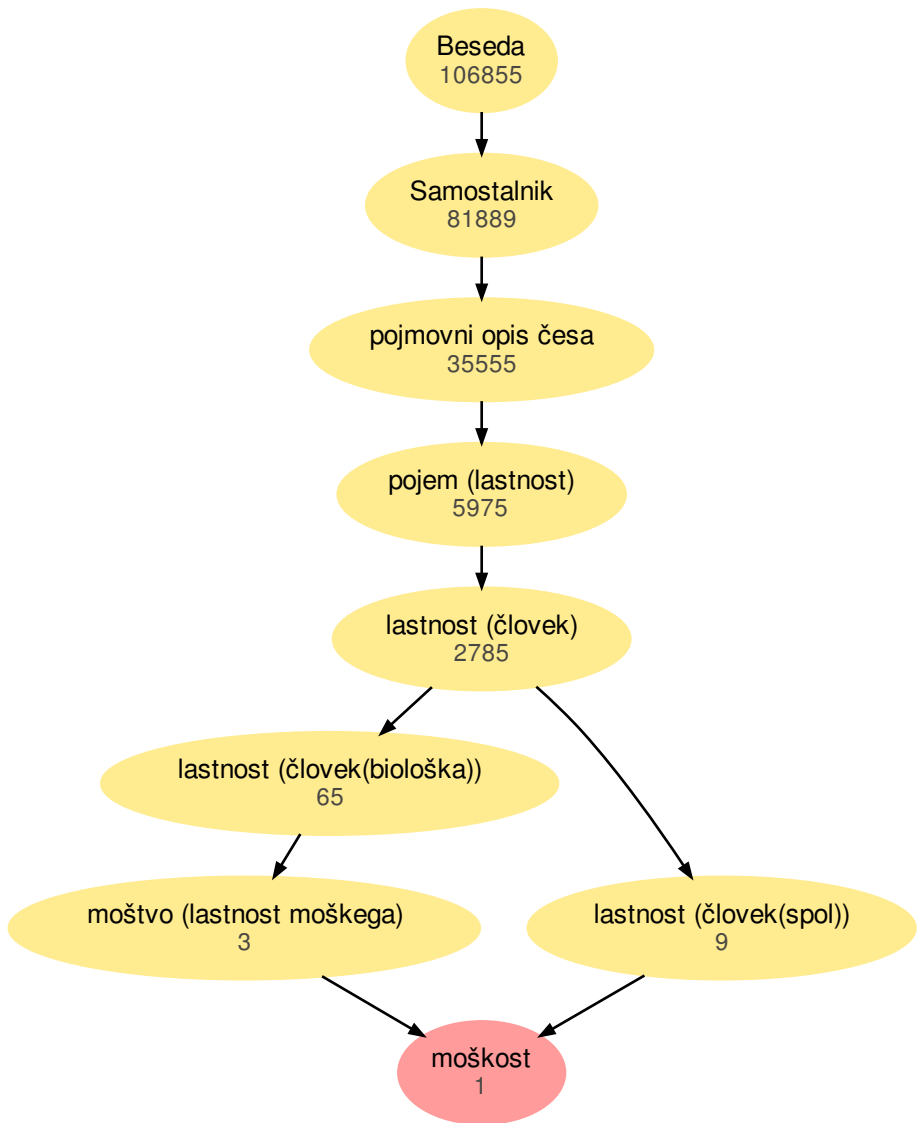 Beseda
106855
Samostalnik
81889
pojmovni opis česa
35555
pojem (lastnost)
5975
lastnost (človek)
2785
lastnost (človek(biološka))
65
moštvo (lastnost moškega)
3
lastnost (človek(spol))
9
moškost
1